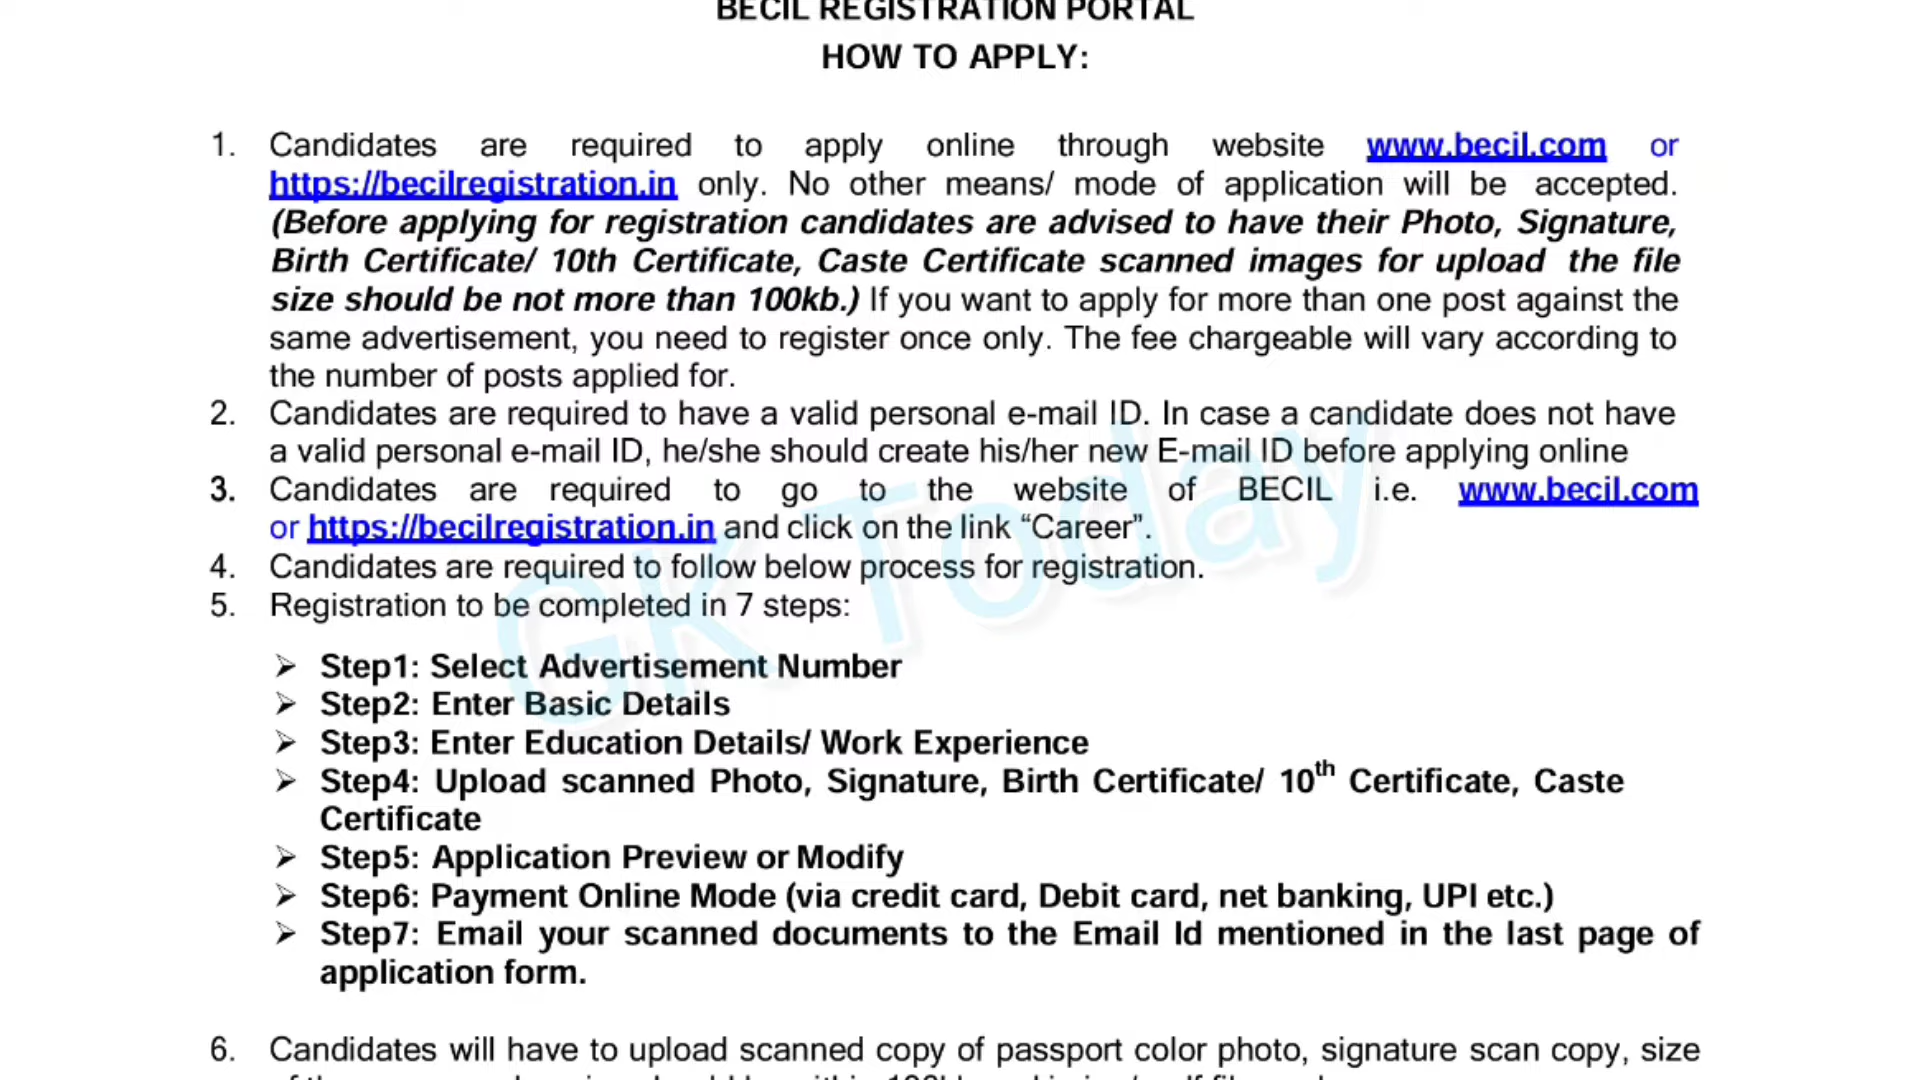 BECIL REGISTRATION PORTAL
HOW TO APPLY:
1. Candidates are required to apply online through website www.becil.com or
https://becilregistration.in only. No other means/ mode of application will be accepted.
(Before applying for registration candidates are advised to have their Photo, Signature,
Birth Certificate/ 10th Certificate, Caste Certificate scanned images for upload the file
size should be not more than 100kb.) If you want to apply for more than one post against the
same advertisement, you need to register once only. The fee chargeable will vary according to
the number of posts applied for.
2. Candidates are required to have a valid personal e-mail ID. In case a candidate does not have
a valid personal e-mail ID, he/she should create his/her new E-mail ID before applying online
3. Candidates are required to go to the website of BECIL i.e. www.becil.com
or https://becilregistration.in and click on the link “Career”.
4. Candidates are required to follow below process for registration.
5. Registration to be completed in 7 steps:
GK Today
➢ Step1: Select Advertisement Number
➢ Step2: Enter Basic Details
➢ Step3: Enter Education Details/ Work Experience
➢ Step4: Upload scanned Photo, Signature, Birth Certificate/ 10th Certificate, Caste
Certificate
➢ Step5: Application Preview or Modify
➢ Step6: Payment Online Mode (via credit card, Debit card, net banking, UPI etc.)
➢ Step7: Email your scanned documents to the Email Id mentioned in the last page of
application form.
6. Candidates will have to upload scanned copy of passport color photo, signature scan copy, size